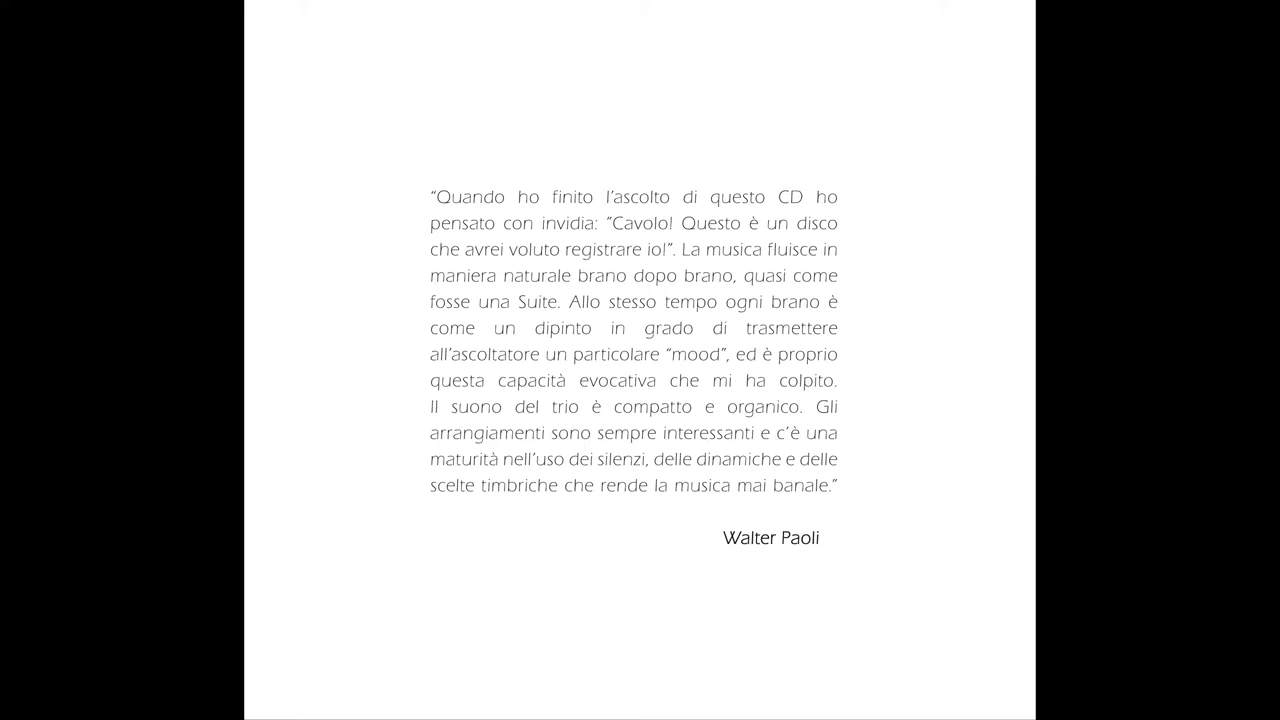 “Quando ho finito l’ascolto di questo CD ho
pensato con invidia: “Cavolo! Questo è un disco
che avrei voluto registrare io!”. La musica fluisce in
maniera naturale brano dopo brano, quasi come
fosse una Suite. Allo stesso tempo ogni brano è
come un dipinto in grado di trasmettere
all’ascoltatore un particolare “mood”, ed è proprio
questa capacità evocativa che mi ha colpito.
Il suono del trio è compatto e organico. Gli
arrangiamenti sono sempre interessanti e c’è una
maturità nell’uso dei silenzi, delle dinamiche e delle
scelte timbriche che rende la musica mai banale.”
Walter Paoli